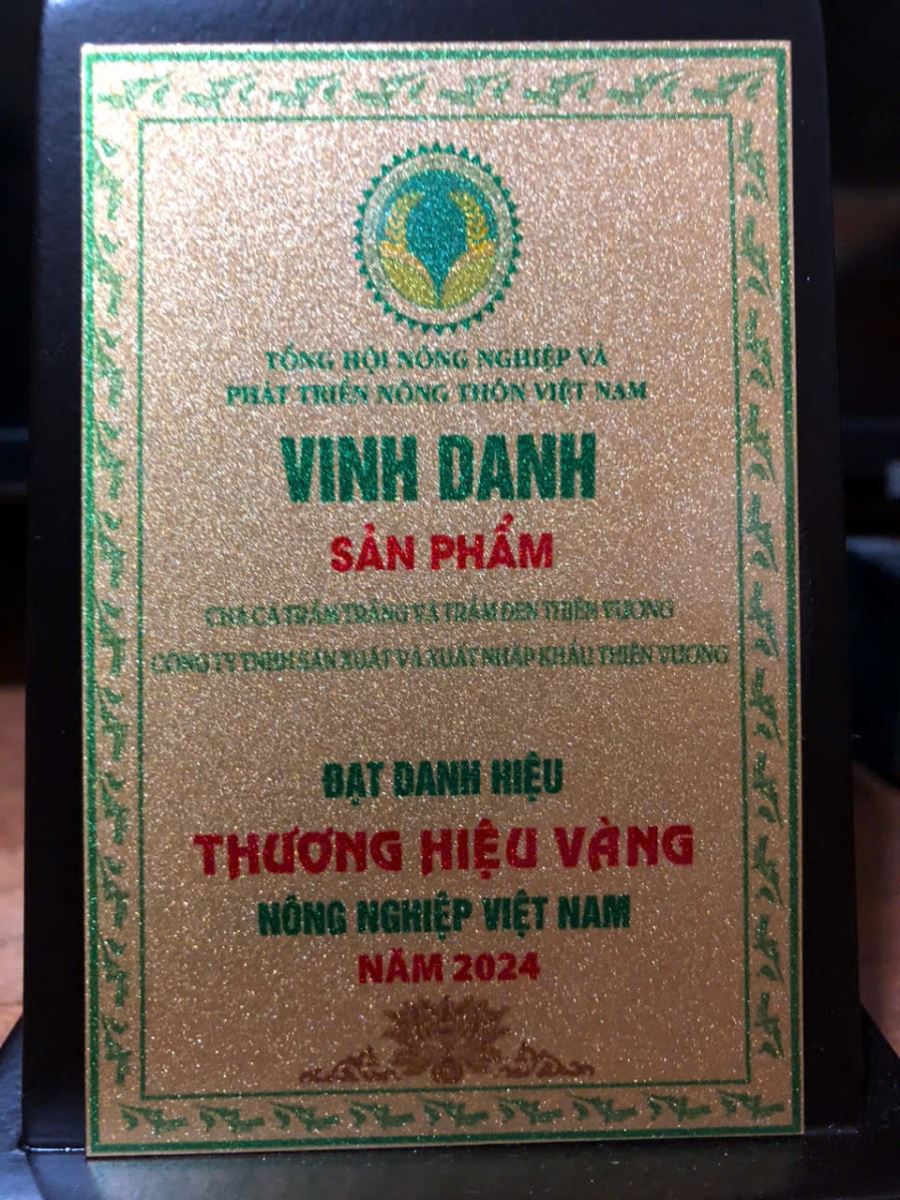 TỔNG HỘI NÔNG NGHIỆP VÀ
PHÁT TRIỂN NÔNG THÔN VIỆT NAM
VINH DANH
SẢN PHẨM
CHẢ CÁ TRẮM TRẮNG VÀ TRẮM ĐEN THIÊN VƯƠNG
CÔNG TY TNHH SẢN XUẤT VÀ XUẤT NHẬP KHẨU THIÊN VƯƠNG
ĐẠT DANH HIỆU
THƯƠNG HIỆU VÀNG
NÔNG NGHIỆP VIỆT NAM
NĂM 2024